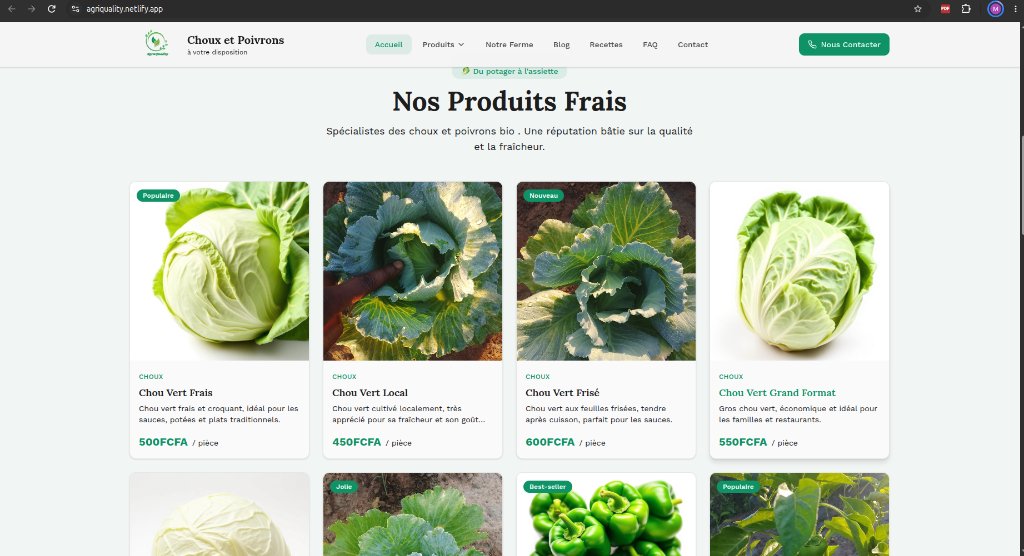 agriquality.netlify.app
PDF
M
agriquality
Choux et Poivrons
à votre disposition
Accueil
Produits
Notre Ferme
Blog
Recettes
FAQ
Contact
Nous Contacter
Du potager à l'assiette
Nos Produits Frais
Spécialistes des choux et poivrons bio . Une réputation bâtie sur la qualité
et la fraîcheur.
Populaire
CHOUX
Chou Vert Frais
Chou vert frais et croquant, idéal pour les
sauces, potées et plats traditionnels.
500FCFA / pièce
CHOUX
Chou Vert Local
Chou vert cultivé localement, très
apprécié pour sa fraîcheur et son goût...
450FCFA / pièce
Nouveau
CHOUX
Chou Vert Frisé
Chou vert aux feuilles frisées, tendre
après cuisson, parfait pour les sauces.
600FCFA / pièce
CHOUX
Chou Vert Grand Format
Gros chou vert, économique et idéal pour
les familles et restaurants.
550FCFA / pièce
Jolie
Best-seller
Populaire